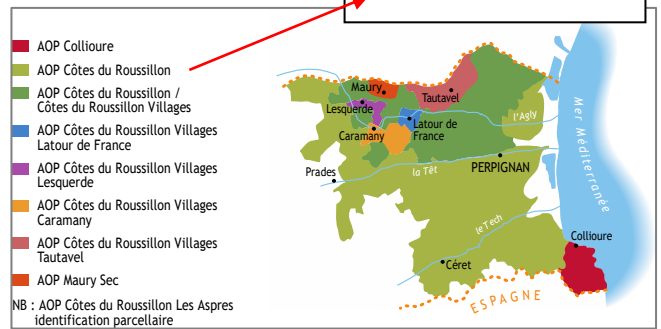 AOP Collioure
AOP Côtes du Roussillon
AOP Côtes du Roussillon /
Côtes du Roussillon Villages
AOP Côtes du Roussillon Villages
Latour de France
AOP Côtes du Roussillon Villages
Lesquerde
AOP Côtes du Roussillon Villages
Caramany
AOP Côtes du Roussillon Villages
Tautavel
AOP Maury Sec
NB : AOP Côtes du Roussillon Les Aspres
identification parcellaire
Maury
Tautavel
Lesquerde
Latour de
France
Caramany
l'Agly
Mer Méditerranée
PERPIGNAN
Prades
la Têt
le Tech
Collioure
Céret
ESPAGNE